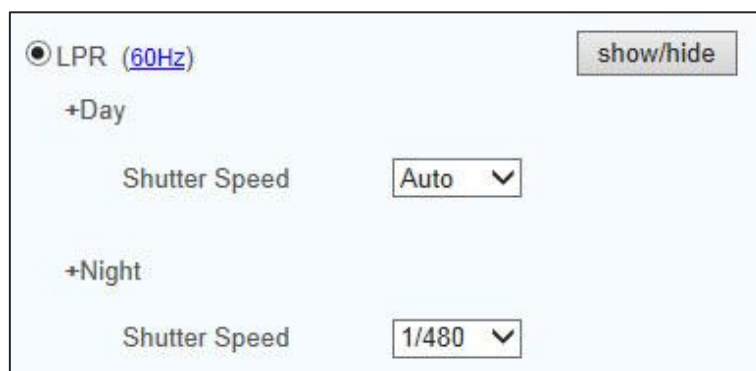 LPR (60Hz) show/hide
+Day
Shutter Speed Auto
+Night
Shutter Speed 1/480